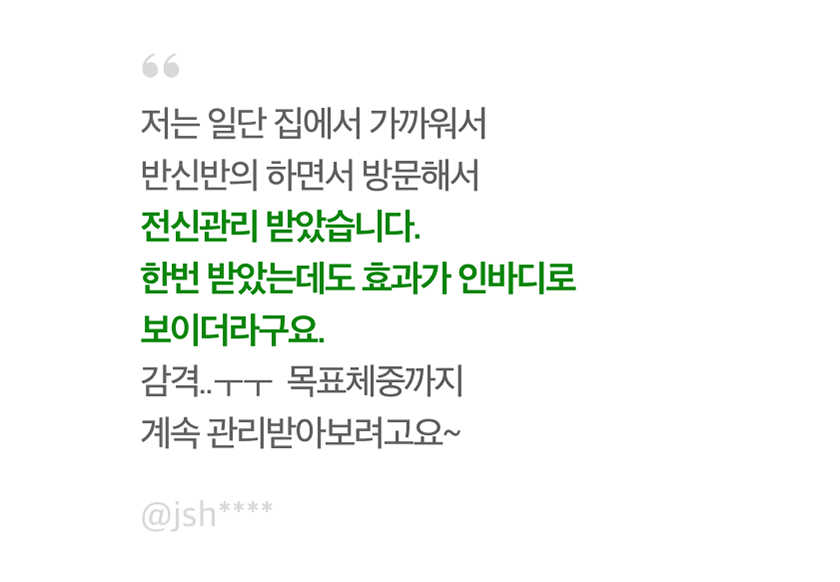 “
저는 일단 집에서 가까워서
반신반의 하면서 방문해서
전신관리 받았습니다.
한번 받았는데도 효과가 인바디로
보이더라구요.
감격..ㅜㅜ 목표체중까지
계속 관리받아보려고요~
@jsh****